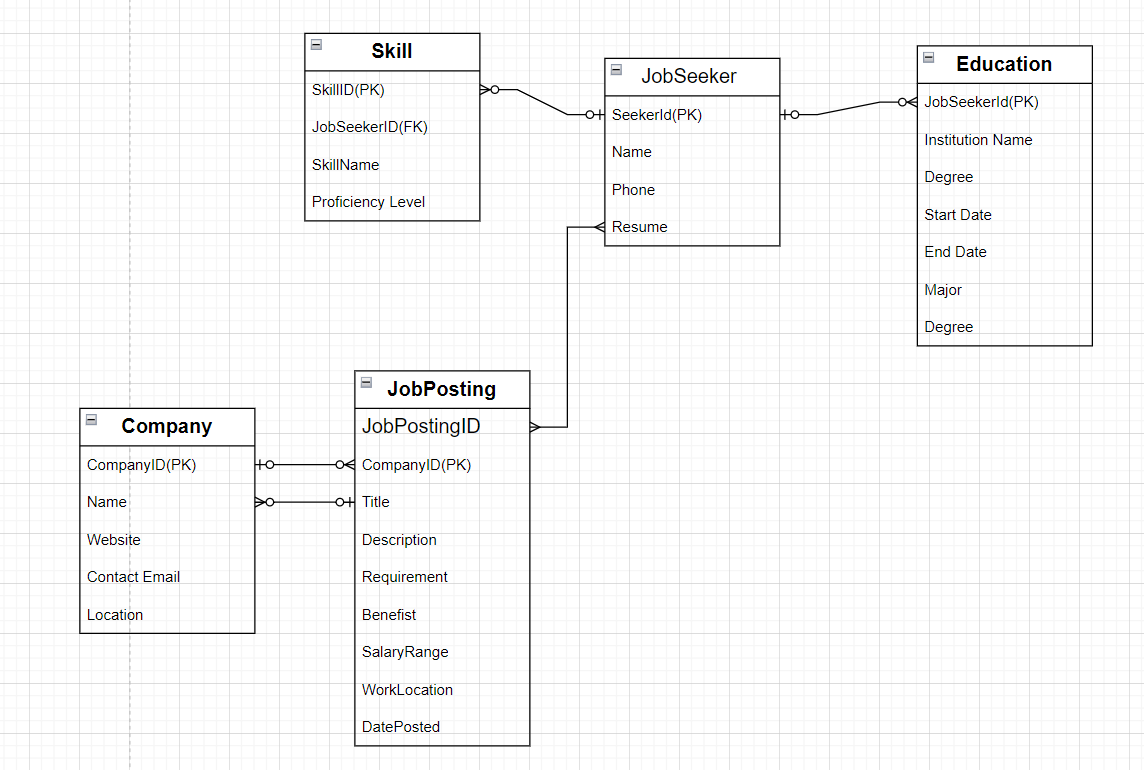 Skill
SkillID(PK)
JobSeekerID(FK)
SkillName
Proficiency Level
JobSeeker
SeekerId(PK)
Name
Phone
Resume
Education
JobSeekerId(PK)
Institution Name
Degree
Start Date
End Date
Major
Degree
Company
CompanyID(PK)
Name
Website
Contact Email
Location
JobPosting
JobPostingID
CompanyID(PK)
Title
Description
Requirement
Benefist
SalaryRange
WorkLocation
DatePosted